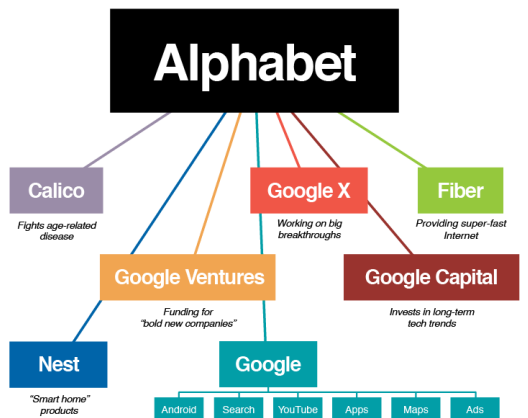 Alphabet
Calico
Fights age-related
disease
Google X
Working on big
breakthroughs
Fiber
Providing super-fast
Internet
Google Ventures
Funding for
“bold new companies”
Google Capital
Invests in long-term
tech trends
Nest
“Smart home”
products
Google
Android
Search
YouTube
Apps
Maps
Ads